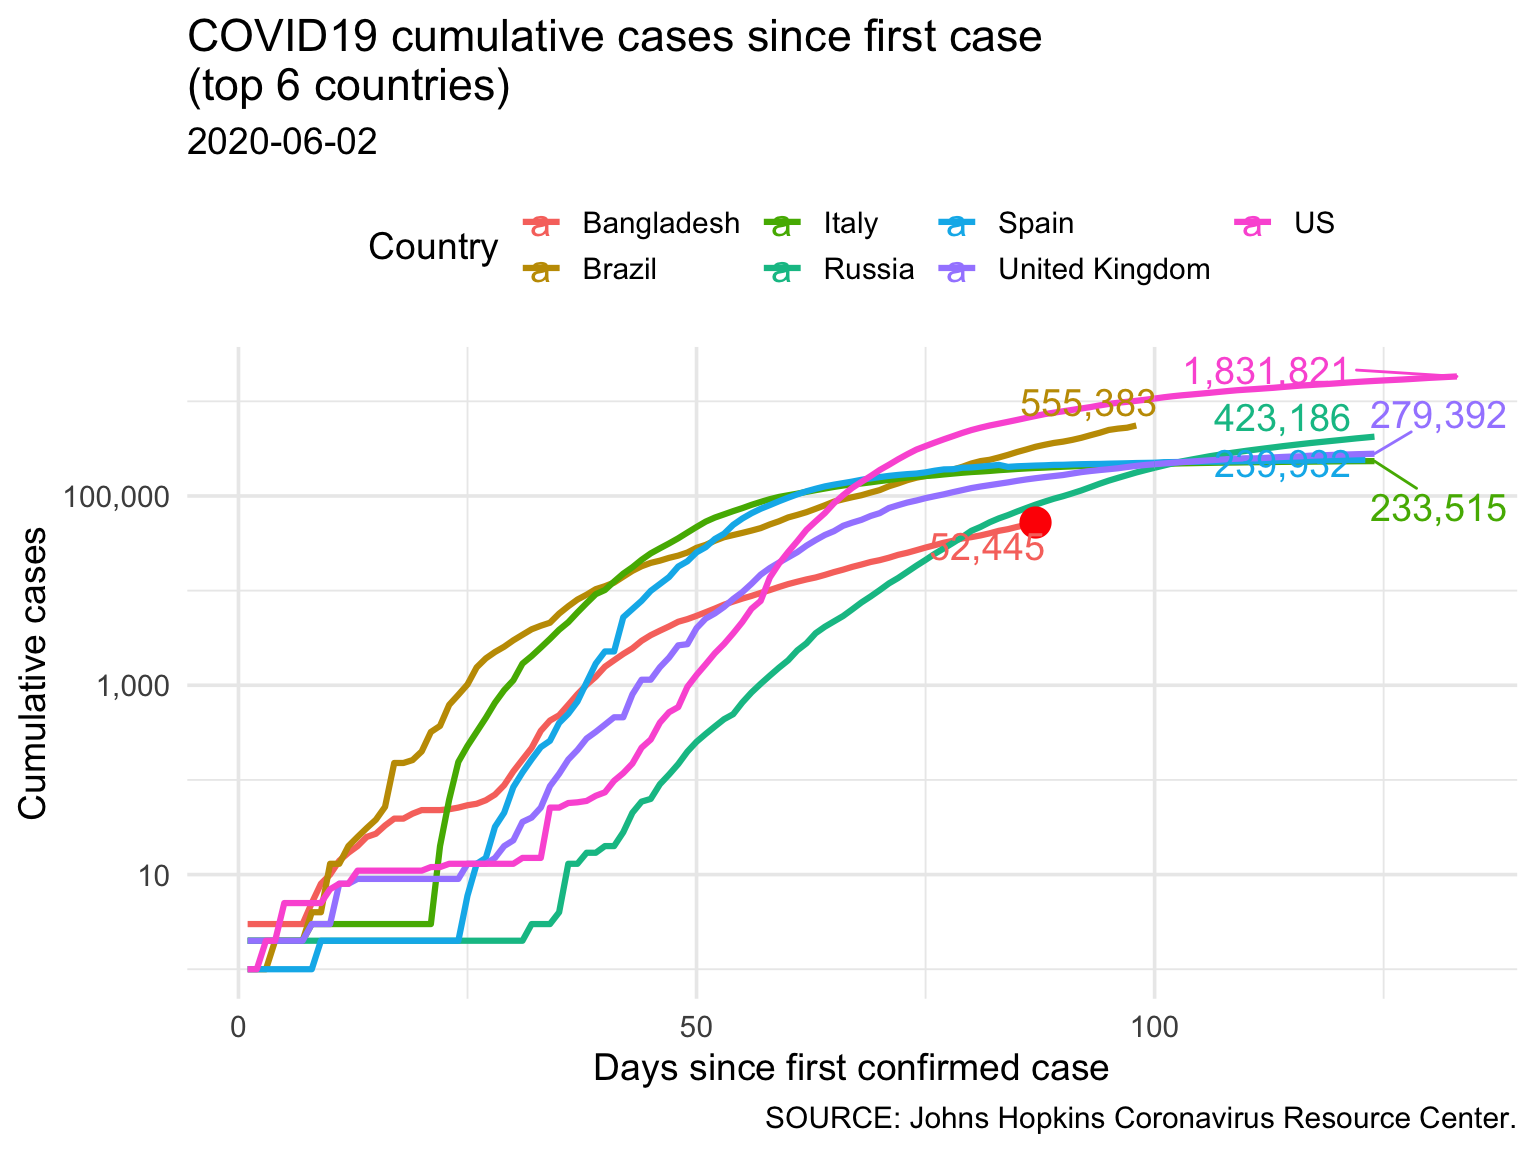 COVID19 cumulative cases since first case
(top 6 countries)
2020-06-02
Country
a Bangladesh a Italy a Spain a US
a Brazil a Russia a United Kingdom
1,831,821
555,383
423,186
279,392
239,932
233,515
52,445
100,000
1,000
10
Cumulative cases
0 50 100
Days since first confirmed case
SOURCE: Johns Hopkins Coronavirus Resource Center.